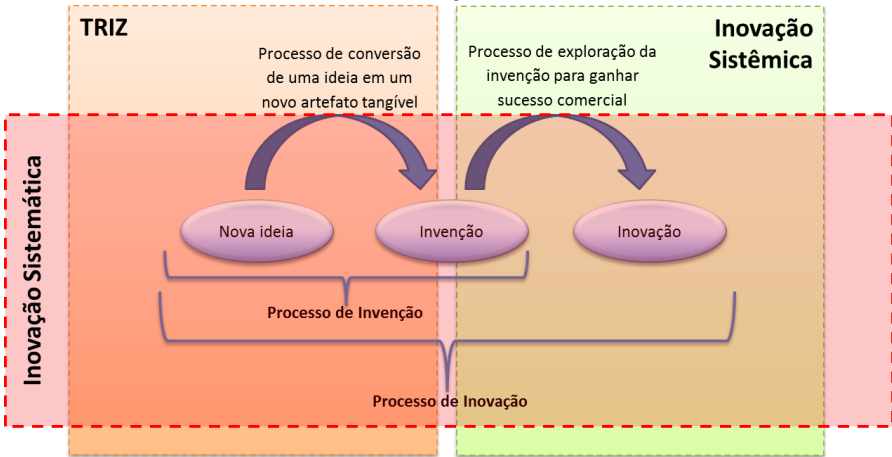 TRIZ
Processo de conversão
de uma ideia em um
novo artefato tangível
Processo de exploração da
invenção para ganhar
sucesso comercial
Inovação
Sistêmica
Inovação Sistemática
Nova ideia
Invenção
Inovação
Processo de Invenção
Processo de Inovação